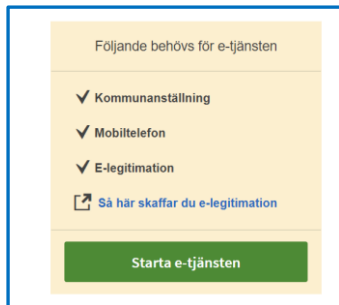 Följande behövs för e-tjänsten
Kommunanställning
Mobiltelefon
E-legitimation
Så här skaffar du e-legitimation
Starta e-tjänsten